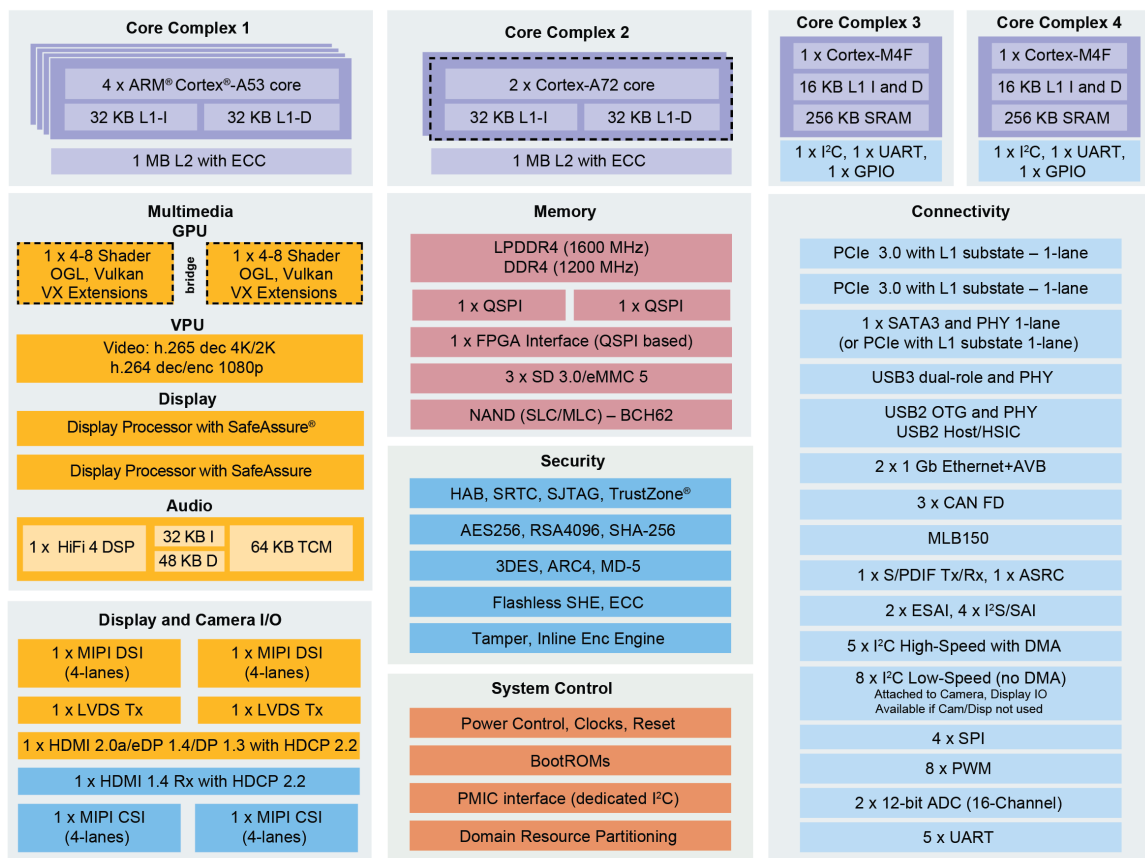 Core Complex 1
4 x ARM® Cortex®-A53 core
32 KB L1-I
32 KB L1-D
1 MB L2 with ECC
Core Complex 2
2 x Cortex-A72 core
32 KB L1-I
32 KB L1-D
1 MB L2 with ECC
Core Complex 3
1 x Cortex-M4F
16 KB L1 I and D
256 KB SRAM
1 x I²C, 1 x UART,
1 x GPIO
Core Complex 4
1 x Cortex-M4F
16 KB L1 I and D
256 KB SRAM
1 x I²C, 1 x UART,
1 x GPIO
Multimedia
GPU
1 x 4-8 Shader
OGL, Vulkan
VX Extensions
bridge
1 x 4-8 Shader
OGL, Vulkan
VX Extensions
VPU
Video: h.265 dec 4K/2K
h.264 dec/enc 1080p
Display
Display Processor with SafeAssure®
Display Processor with SafeAssure
Audio
1 x HiFi 4 DSP
32 KB I
48 KB D
64 KB TCM
Display and Camera I/O
1 x MIPI DSI
(4-lanes)
1 x MIPI DSI
(4-lanes)
1 x LVDS Tx
1 x LVDS Tx
1 x HDMI 2.0a/eDP 1.4/DP 1.3 with HDCP 2.2
1 x HDMI 1.4 Rx with HDCP 2.2
1 x MIPI CSI
(4-lanes)
1 x MIPI CSI
(4-lanes)
Memory
LPDDR4 (1600 MHz)
DDR4 (1200 MHz)
1 x QSPI
1 x QSPI
1 x FPGA Interface (QSPI based)
3 x SD 3.0/eMMC 5
NAND (SLC/MLC) – BCH62
Security
HAB, SRTC, SJTAG, TrustZone®
AES256, RSA4096, SHA-256
3DES, ARC4, MD-5
Flashless SHE, ECC
Tamper, Inline Enc Engine
System Control
Power Control, Clocks, Reset
BootROMs
PMIC interface (dedicated I²C)
Domain Resource Partitioning
Connectivity
PCIe 3.0 with L1 substate – 1-lane
PCIe 3.0 with L1 substate – 1-lane
1 x SATA3 and PHY 1-lane
(or PCIe with L1 substate 1-lane)
USB3 dual-role and PHY
USB2 OTG and PHY
USB2 Host/HSIC
2 x 1 Gb Ethernet+AVB
3 x CAN FD
MLB150
1 x S/PDIF Tx/Rx, 1 x ASRC
2 x ESAI, 4 x I²S/SAI
5 x I²C High-Speed with DMA
8 x I²C Low-Speed (no DMA)
Attached to Camera, Display IO
Available if Cam/Disp not used
4 x SPI
8 x PWM
2 x 12-bit ADC (16-Channel)
5 x UART